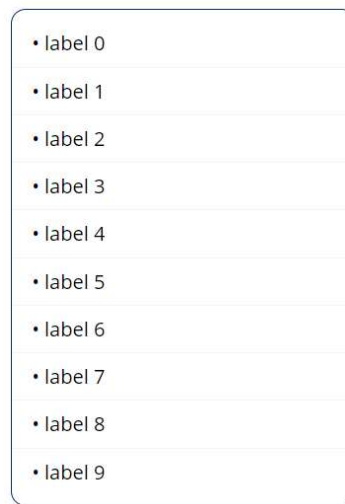 • label 0
• label 1
• label 2
• label 3
• label 4
• label 5
• label 6
• label 7
• label 8
• label 9